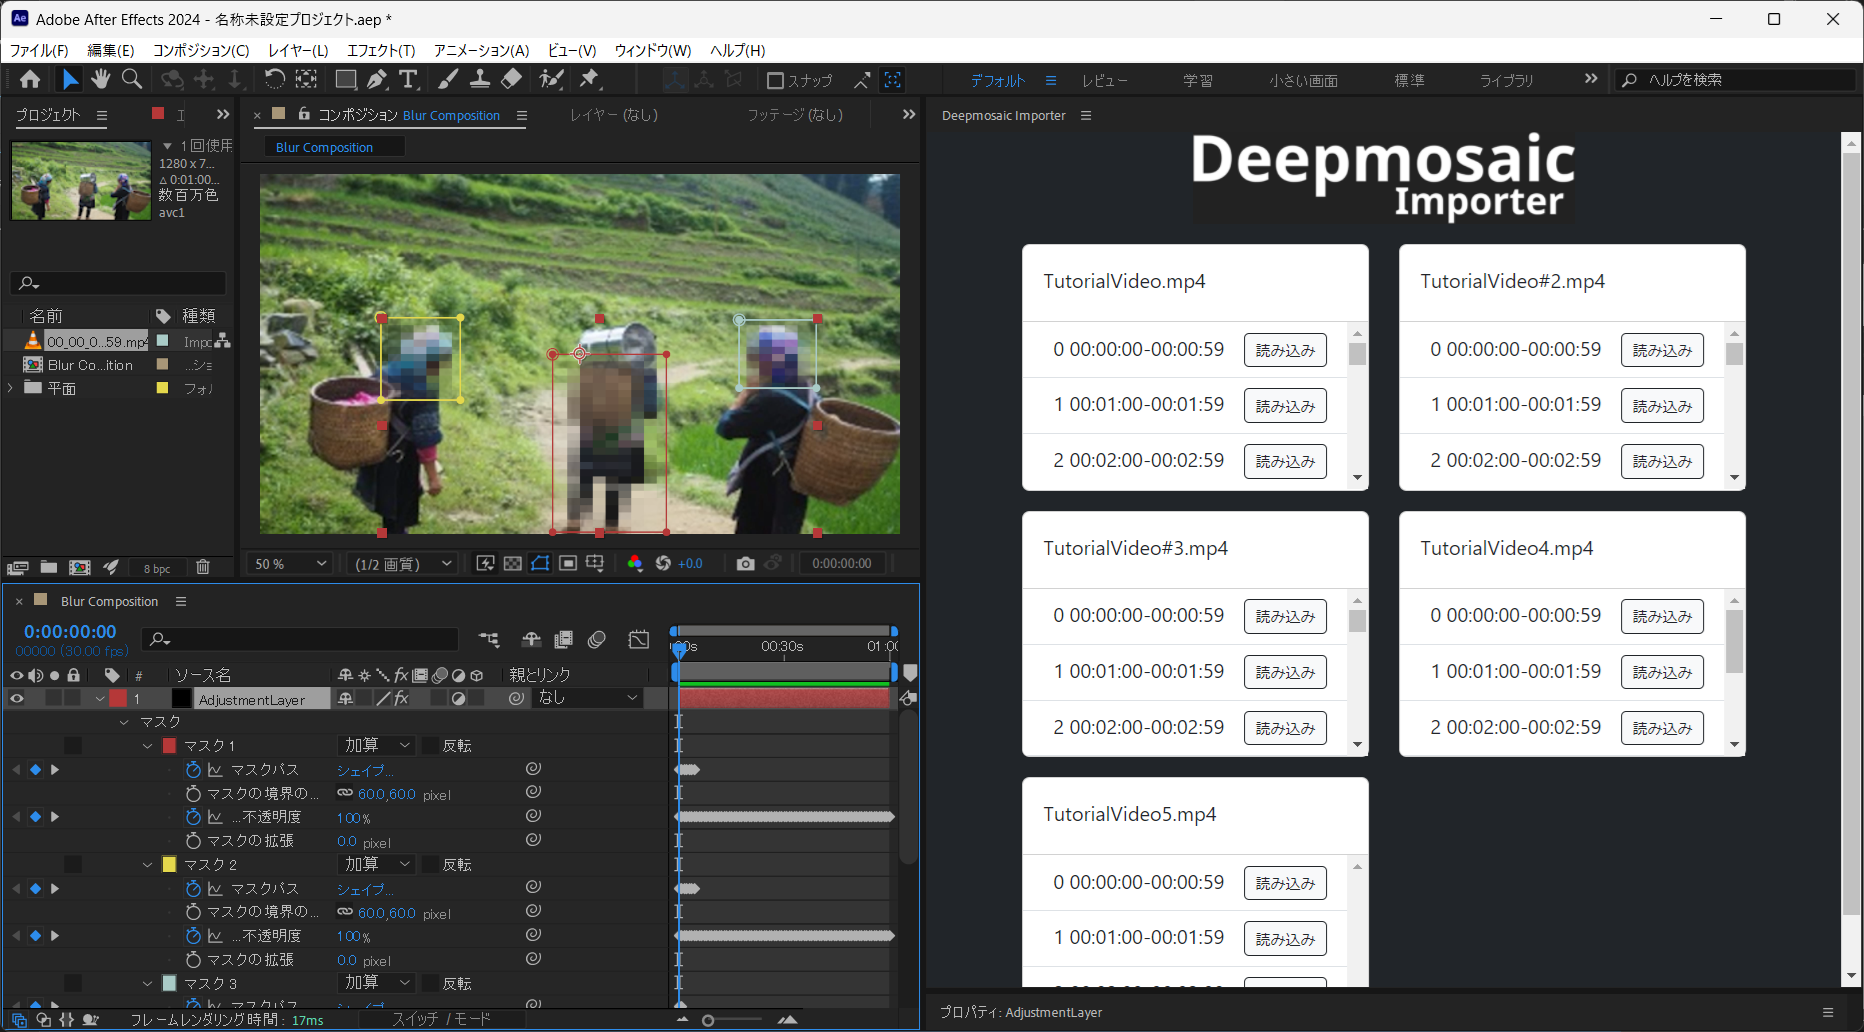 Adobe After Effects 2024 - 名称未設定プロジェクト.aep *
ファイル(F) 編集(E) コンポジション(C) レイヤー(L) エフェクト(T) アニメーション(A) ビュー(V) ウィンドウ(W) ヘルプ(H)
スナップ デフォルト レビュー 学習 小さい画面 標準 ライブラリ ヘルプを検索
プロジェクト
コンポジション Blur Composition
レイヤー (なし)
フッテージ (なし)
Blur Composition
1 回使用
1280 x 7...
△ 0:01:00...
数百万色
avc1
名前 種類
00_00_0...59.mp4
Blur Co...ition ...シ
平面 フォ
8 bpc
50 % (1/2 画質) +0.0 0:00:00:00
Blur Composition
0:00:00:00
00000 (30.00 fps)
# ソース名 親とリンク
00:30s
1 AdjustmentLayer なし
マスク
マスク 1 加算 反転
マスクパス シェイプ...
マスクの境界の... 60.0,60.0 pixel
...不透明度 100%
マスクの拡張 0.0 pixel
マスク 2 加算 反転
マスクパス シェイプ...
マスクの境界の... 60.0,60.0 pixel
...不透明度 100%
マスクの拡張 0.0 pixel
マスク 3 加算 反転
マスクパス シェイプ...
フレームレンダリング時間 : 17ms スイッチ / モード
Deepmosaic Importer
Deepmosaic
Importer
TutorialVideo.mp4
0 00:00:00-00:00:59 読み込み
1 00:01:00-00:01:59 読み込み
2 00:02:00-00:02:59 読み込み
TutorialVideo#2.mp4
0 00:00:00-00:00:59 読み込み
1 00:01:00-00:01:59 読み込み
2 00:02:00-00:02:59 読み込み
TutorialVideo#3.mp4
0 00:00:00-00:00:59 読み込み
1 00:01:00-00:01:59 読み込み
2 00:02:00-00:02:59 読み込み
TutorialVideo4.mp4
0 00:00:00-00:00:59 読み込み
1 00:01:00-00:01:59 読み込み
2 00:02:00-00:02:59 読み込み
TutorialVideo5.mp4
0 00:00:00-00:00:59 読み込み
1 00:01:00-00:01:59 読み込み
プロパティ: AdjustmentLayer